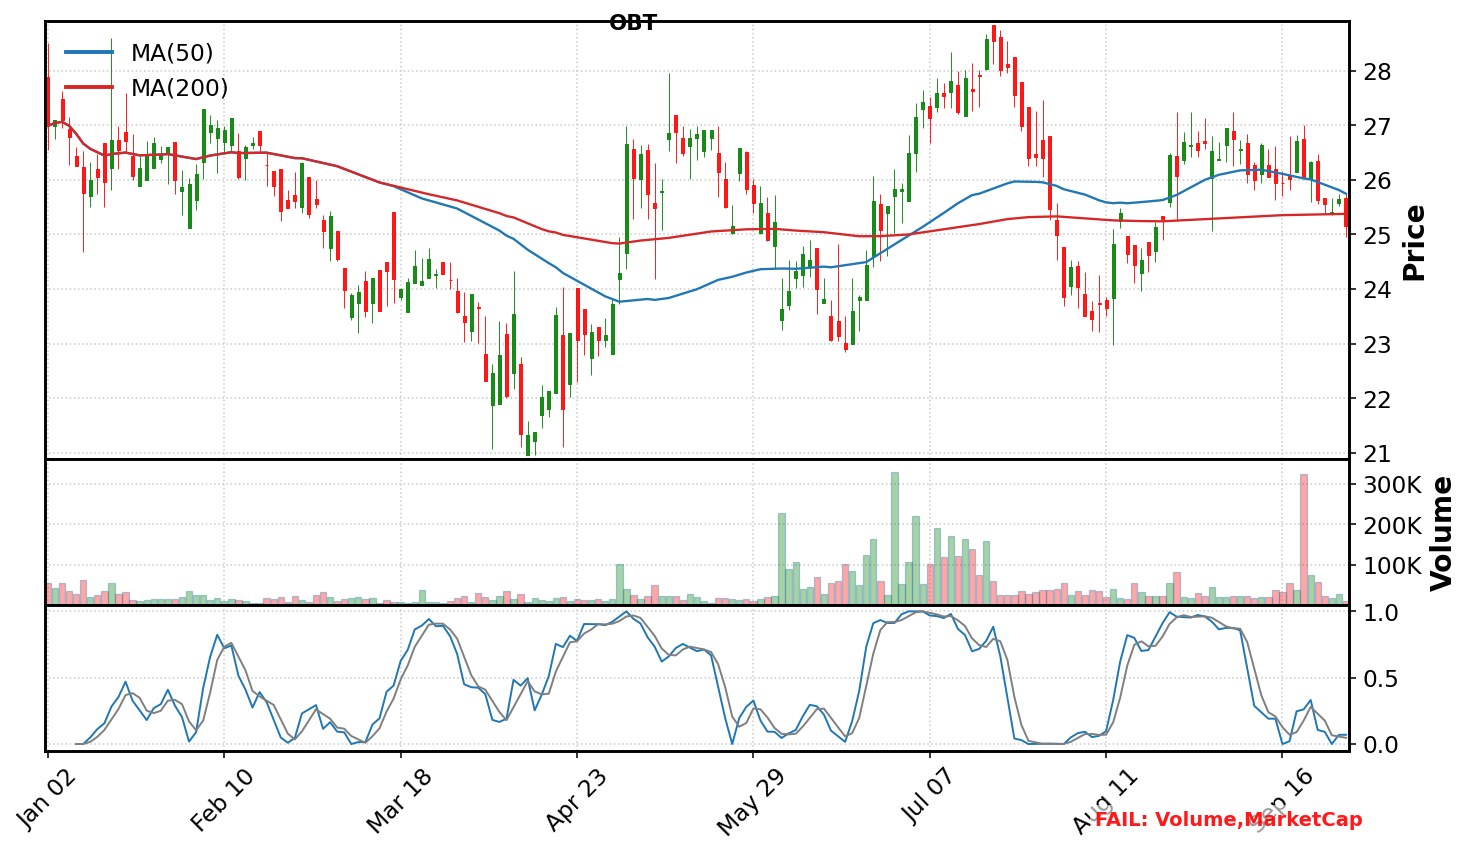 OBT
MA(50)
MA(200)
28
27
26
25
24
23
22
21
Price
300K
200K
100K
Volume
1.0
0.5
0.0
Jan 02
Feb 10
Mar 18
Apr 23
May 29
Jul 07
Aug 11
Sep 16
FAIL: Volume,MarketCap